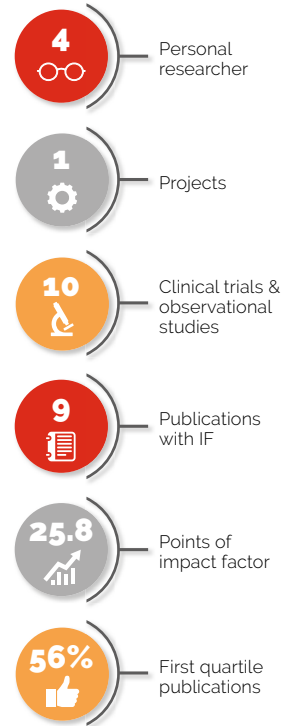 4
Personal
researcher
1
Projects
10
Clinical trials &
observational
studies
9
Publications
with IF
25.8
Points of
impact factor
56%
First quartile
publications